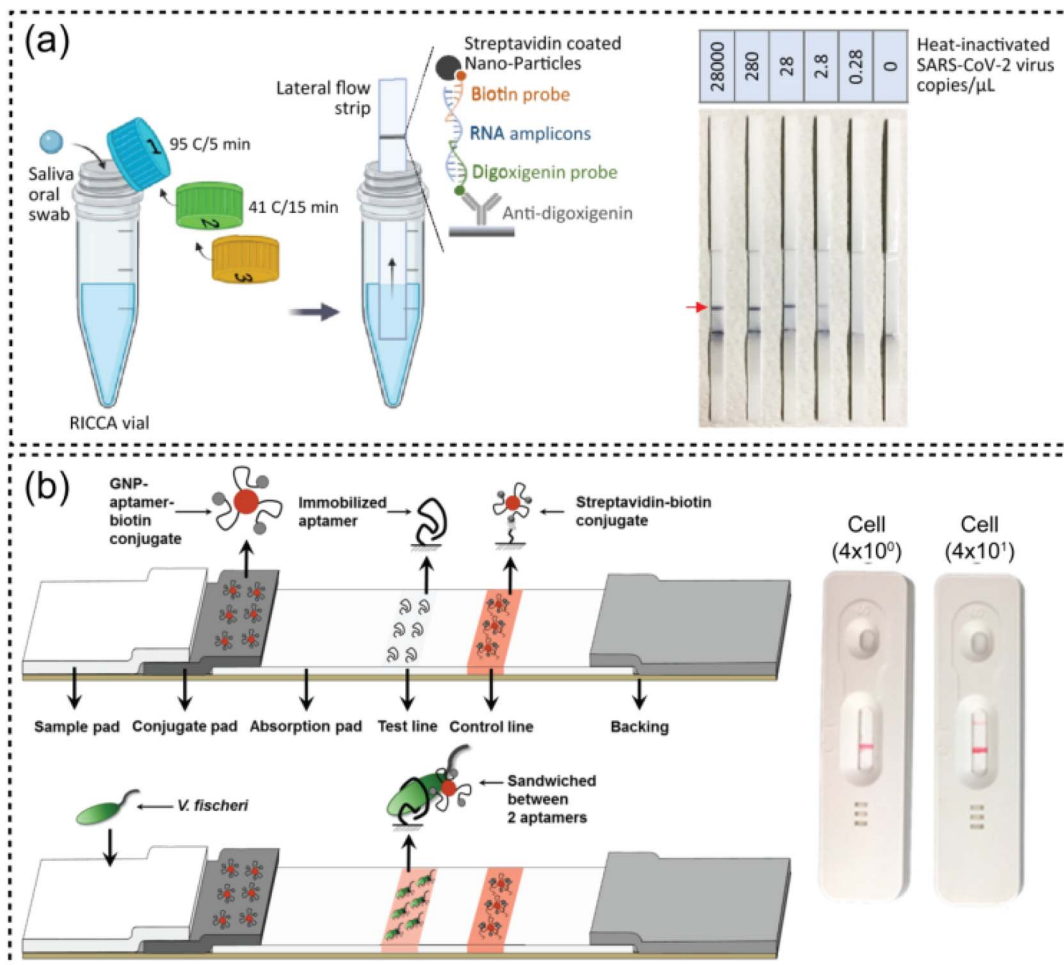 (a)
Saliva
oral
swab
1
95 C/5 min
2
41 C/15 min
3
RICCA vial
Lateral flow
strip
Streptavidin coated
Nano-Particles
Biotin probe
RNA amplicons
Digoxigenin probe
Anti-digoxigenin
28000
280
28
2.8
0.28
0
Heat-inactivated
SARS-CoV-2 virus
copies/µL
(b)
GNP-
aptamer-
biotin
conjugate
Immobilized
aptamer
Streptavidin-biotin
conjugate
Sample pad
Conjugate pad
Absorption pad
Test line
Control line
Backing
V. fischeri
Sandwiched
between
2 aptamers
Cell
(4x10⁰)
Cell
(4x10¹)